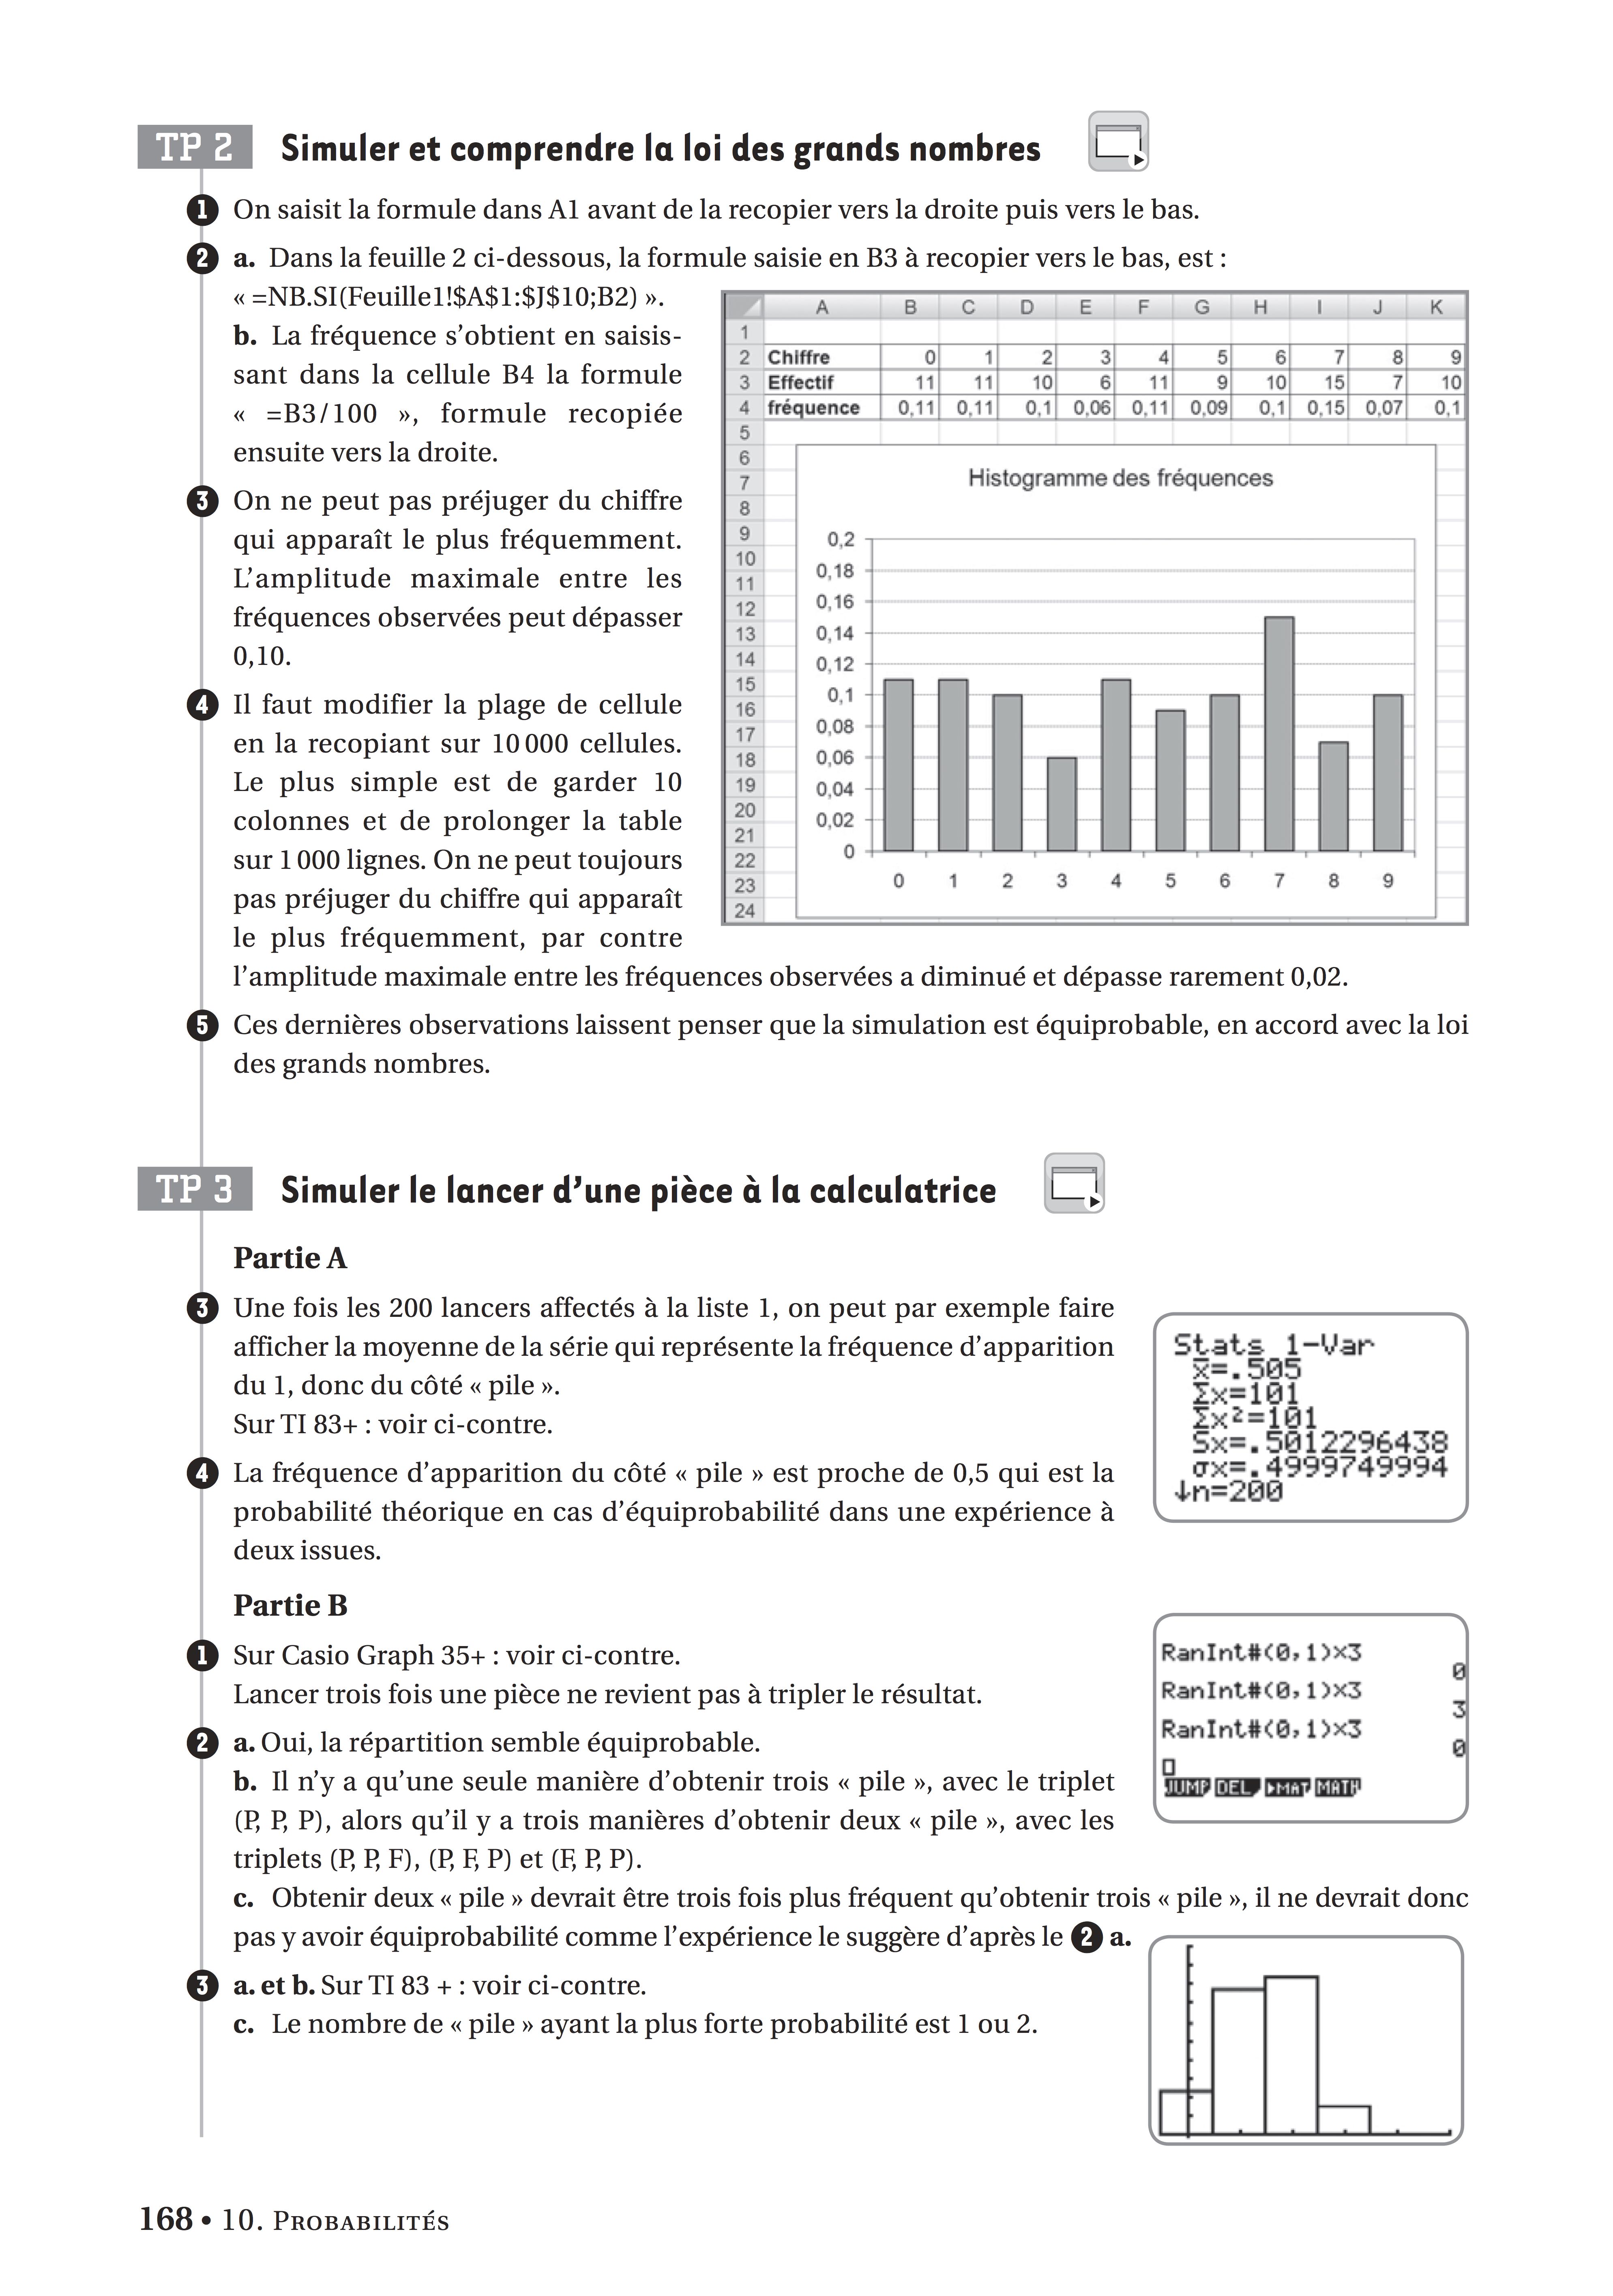 TP 2 Simuler et comprendre la loi des grands nombres
1 On saisit la formule dans A1 avant de la recopier vers la droite puis vers le bas.
2 a. Dans la feuille 2 ci-dessous, la formule saisie en B3 à recopier vers le bas, est :
« =NB.SI(Feuille1!$A$1:$J$10;B2) ».
b. La fréquence s’obtient en saisis-
sant dans la cellule B4 la formule
« =B3/100 », formule recopiée
ensuite vers la droite.
3 On ne peut pas préjuger du chiffre
qui apparaît le plus fréquemment.
L’amplitude maximale entre les
fréquences observées peut dépasser
0,10.
4 Il faut modifier la plage de cellule
en la recopiant sur 10 000 cellules.
Le plus simple est de garder 10
colonnes et de prolonger la table
sur 1 000 lignes. On ne peut toujours
pas préjuger du chiffre qui apparaît
le plus fréquemment, par contre
l’amplitude maximale entre les fréquences observées a diminué et dépasse rarement 0,02.
A B C D E F G H I J K
1
2 Chiffre 0 1 2 3 4 5 6 7 8 9
3 Effectif 11 11 10 6 11 9 10 15 7 10
4 fréquence 0,11 0,11 0,1 0,06 0,11 0,09 0,1 0,15 0,07 0,1
5
6
7
8
9
10
11
12
13
14
15
16
17
18
19
20
21
22
23
24
Histogramme des fréquences
0,2
0,18
0,16
0,14
0,12
0,1
0,08
0,06
0,04
0,02
0
0 1 2 3 4 5 6 7 8 9
5 Ces dernières observations laissent penser que la simulation est équiprobable, en accord avec la loi
des grands nombres.
TP 3 Simuler le lancer d’une pièce à la calculatrice
Partie A
3 Une fois les 200 lancers affectés à la liste 1, on peut par exemple faire
afficher la moyenne de la série qui représente la fréquence d’apparition
du 1, donc du côté « pile ».
Sur TI 83+ : voir ci-contre.
4 La fréquence d’apparition du côté « pile » est proche de 0,5 qui est la
probabilité théorique en cas d’équiprobabilité dans une expérience à
deux issues.
Stats 1-Var
x̄=.505
Σx=101
Σx²=101
Sx=.5012296438
σx=.4999749994
↓n=200
Partie B
1 Sur Casio Graph 35+ : voir ci-contre.
Lancer trois fois une pièce ne revient pas à tripler le résultat.
2 a. Oui, la répartition semble équiprobable.
b. Il n’y a qu’une seule manière d’obtenir trois « pile », avec le triplet
(P, P, P), alors qu’il y a trois manières d’obtenir deux « pile », avec les
triplets (P, P, F), (P, F, P) et (F, P, P).
c. Obtenir deux « pile » devrait être trois fois plus fréquent qu’obtenir trois « pile », il ne devrait donc
pas y avoir équiprobabilité comme l’expérience le suggère d’après le 2 a.
RanInt#(0,1)×3
0
RanInt#(0,1)×3
3
RanInt#(0,1)×3
0
JUMP DEL ▶MAT MATH
3 a. et b. Sur TI 83 + : voir ci-contre.
c. Le nombre de « pile » ayant la plus forte probabilité est 1 ou 2.
168 • 10. Probabilités